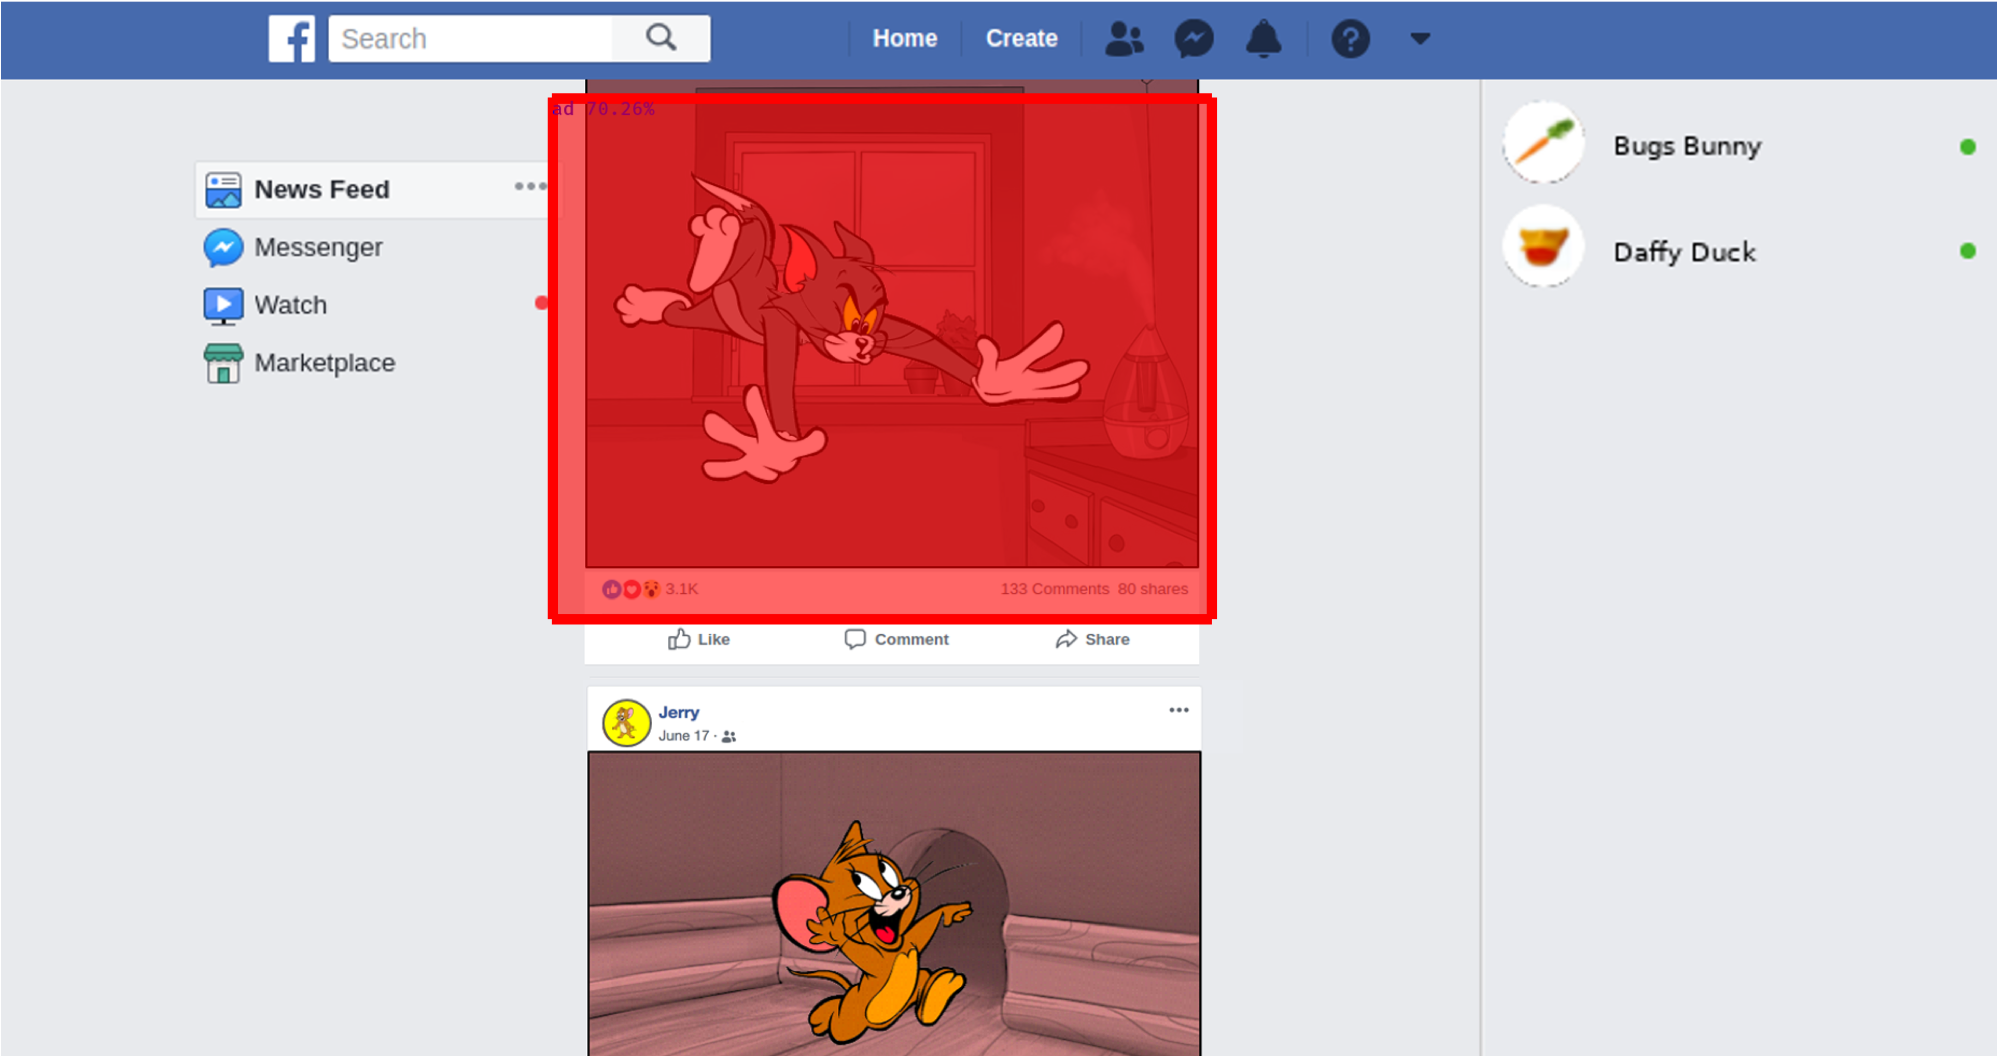 Search
Home
Create
ad 70.26%
News Feed
Messenger
Watch
Marketplace
Bugs Bunny
Daffy Duck
3.1K
133 Comments 80 shares
Like
Comment
Share
Jerry
June 17 ·